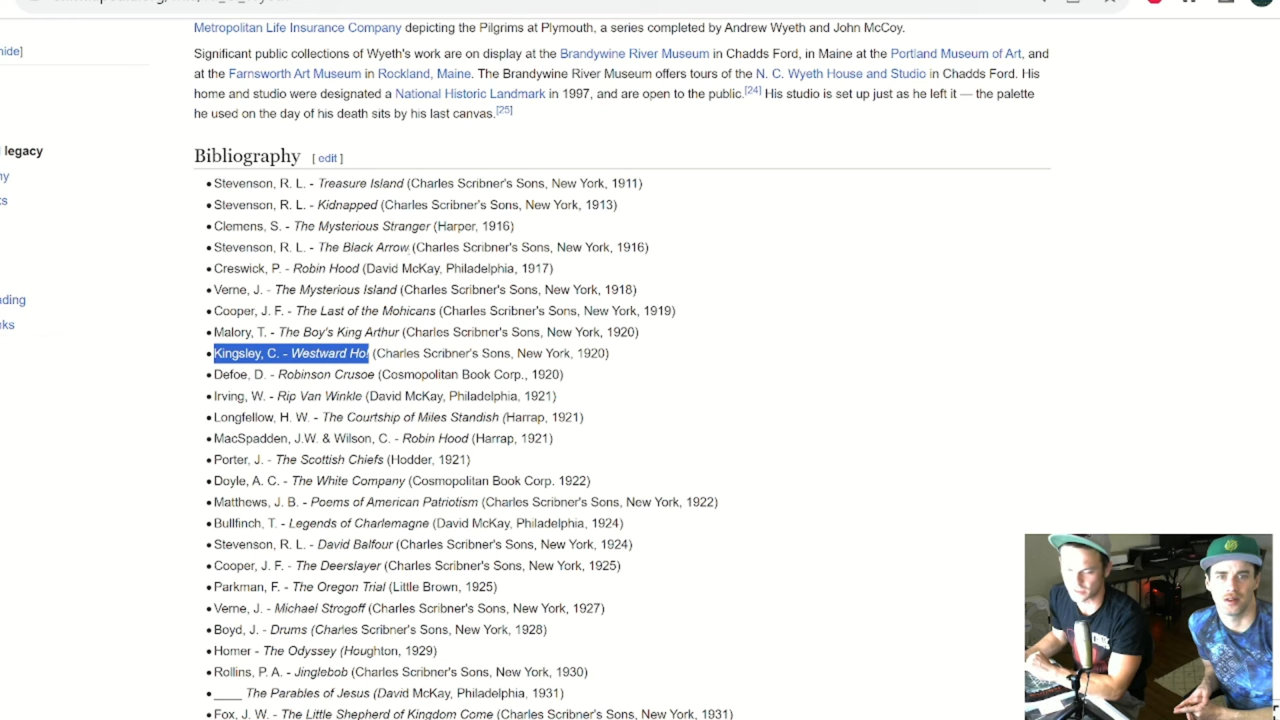 Metropolitan Life Insurance Company depicting the Pilgrims at Plymouth, a series completed by Andrew Wyeth and John McCoy.
hide]
Significant public collections of Wyeth's work are on display at the Brandywine River Museum in Chadds Ford, in Maine at the Portland Museum of Art, and
at the Farnsworth Art Museum in Rockland, Maine. The Brandywine River Museum offers tours of the N. C. Wyeth House and Studio in Chadds Ford. His
home and studio were designated a National Historic Landmark in 1997, and are open to the public.[24] His studio is set up just as he left it — the palette
he used on the day of his death sits by his last canvas.[25]
legacy
Bibliography [ edit ]
• Stevenson, R. L. - Treasure Island (Charles Scribner's Sons, New York, 1911)
• Stevenson, R. L. - Kidnapped (Charles Scribner's Sons, New York, 1913)
• Clemens, S. - The Mysterious Stranger (Harper, 1916)
• Stevenson, R. L. - The Black Arrow (Charles Scribner's Sons, New York, 1916)
• Creswick, P. - Robin Hood (David McKay, Philadelphia, 1917)
• Verne, J. - The Mysterious Island (Charles Scribner's Sons, New York, 1918)
• Cooper, J. F. - The Last of the Mohicans (Charles Scribner's Sons, New York, 1919)
• Malory, T. - The Boy's King Arthur (Charles Scribner's Sons, New York, 1920)
• Kingsley, C. - Westward Ho! (Charles Scribner's Sons, New York, 1920)
• Defoe, D. - Robinson Crusoe (Cosmopolitan Book Corp., 1920)
• Irving, W. - Rip Van Winkle (David McKay, Philadelphia, 1921)
• Longfellow, H. W. - The Courtship of Miles Standish (Harrap, 1921)
• MacSpadden, J.W. & Wilson, C. - Robin Hood (Harrap, 1921)
• Porter, J. - The Scottish Chiefs (Hodder, 1921)
• Doyle, A. C. - The White Company (Cosmopolitan Book Corp. 1922)
• Matthews, J. B. - Poems of American Patriotism (Charles Scribner's Sons, New York, 1922)
• Bullfinch, T. - Legends of Charlemagne (David McKay, Philadelphia, 1924)
• Stevenson, R. L. - David Balfour (Charles Scribner's Sons, New York, 1924)
• Cooper, J. F. - The Deerslayer (Charles Scribner's Sons, New York, 1925)
• Parkman, F. - The Oregon Trial (Little Brown, 1925)
• Verne, J. - Michael Strogoff (Charles Scribner's Sons, New York, 1927)
• Boyd, J. - Drums (Charles Scribner's Sons, New York, 1928)
• Homer - The Odyssey (Houghton, 1929)
• Rollins, P. A. - Jinglebob (Charles Scribner's Sons, New York, 1930)
• ____ The Parables of Jesus (David McKay, Philadelphia, 1931)
• Fox, J. W. - The Little Shepherd of Kingdom Come (Charles Scribner's Sons, New York, 1931)